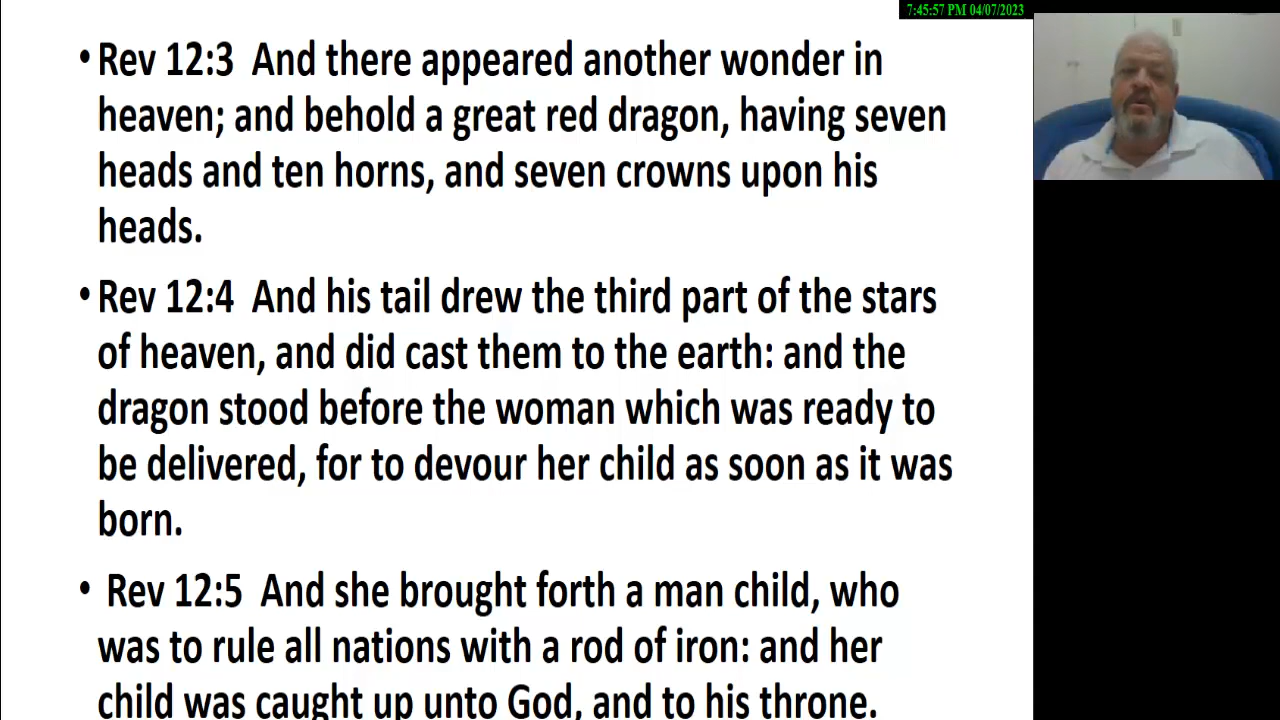 7:45:57 PM 04/07/2023
•Rev 12:3  And there appeared another wonder in
heaven; and behold a great red dragon, having seven
heads and ten horns, and seven crowns upon his
heads.
•Rev 12:4  And his tail drew the third part of the stars
of heaven, and did cast them to the earth: and the
dragon stood before the woman which was ready to
be delivered, for to devour her child as soon as it was
born.
• Rev 12:5  And she brought forth a man child, who
was to rule all nations with a rod of iron: and her
child was caught up unto God, and to his throne.